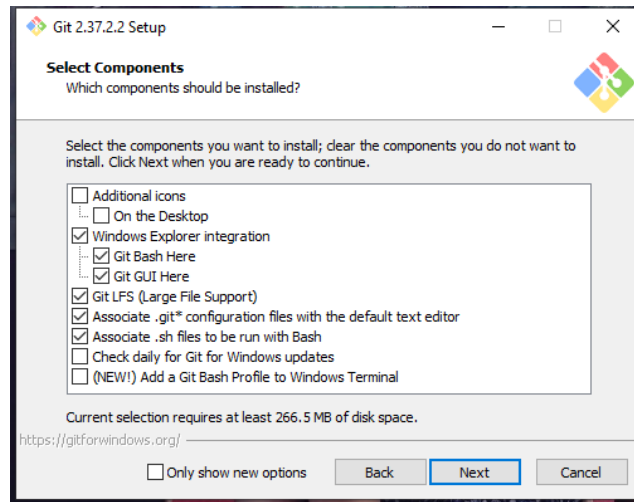 Git 2.37.2.2 Setup
Select Components
Which components should be installed?
Select the components you want to install; clear the components you do not want to
install. Click Next when you are ready to continue.
Additional icons
On the Desktop
Windows Explorer integration
Git Bash Here
Git GUI Here
Git LFS (Large File Support)
Associate .git* configuration files with the default text editor
Associate .sh files to be run with Bash
Check daily for Git for Windows updates
(NEW!) Add a Git Bash Profile to Windows Terminal
Current selection requires at least 266.5 MB of disk space.
https://gitforwindows.org/
Only show new options Back Next Cancel